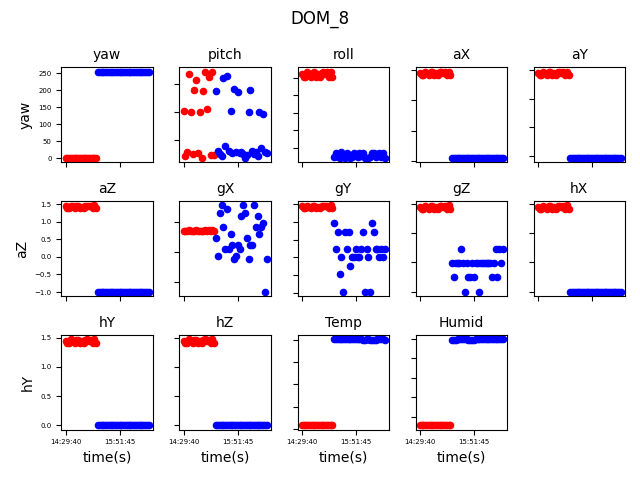 DOM_8
yaw pitch roll aX aY
yaw
250
200
150
100
50
0
aZ gX gY gZ hX
aZ
1.5
1.0
0.5
0.0
−0.5
−1.0
hY hZ Temp Humid
hY
1.5
1.0
0.5
0.0
14:29:40 15:51:45 14:29:40 15:51:45 14:29:40 15:51:45 14:29:40 15:51:45
time(s) time(s) time(s) time(s)